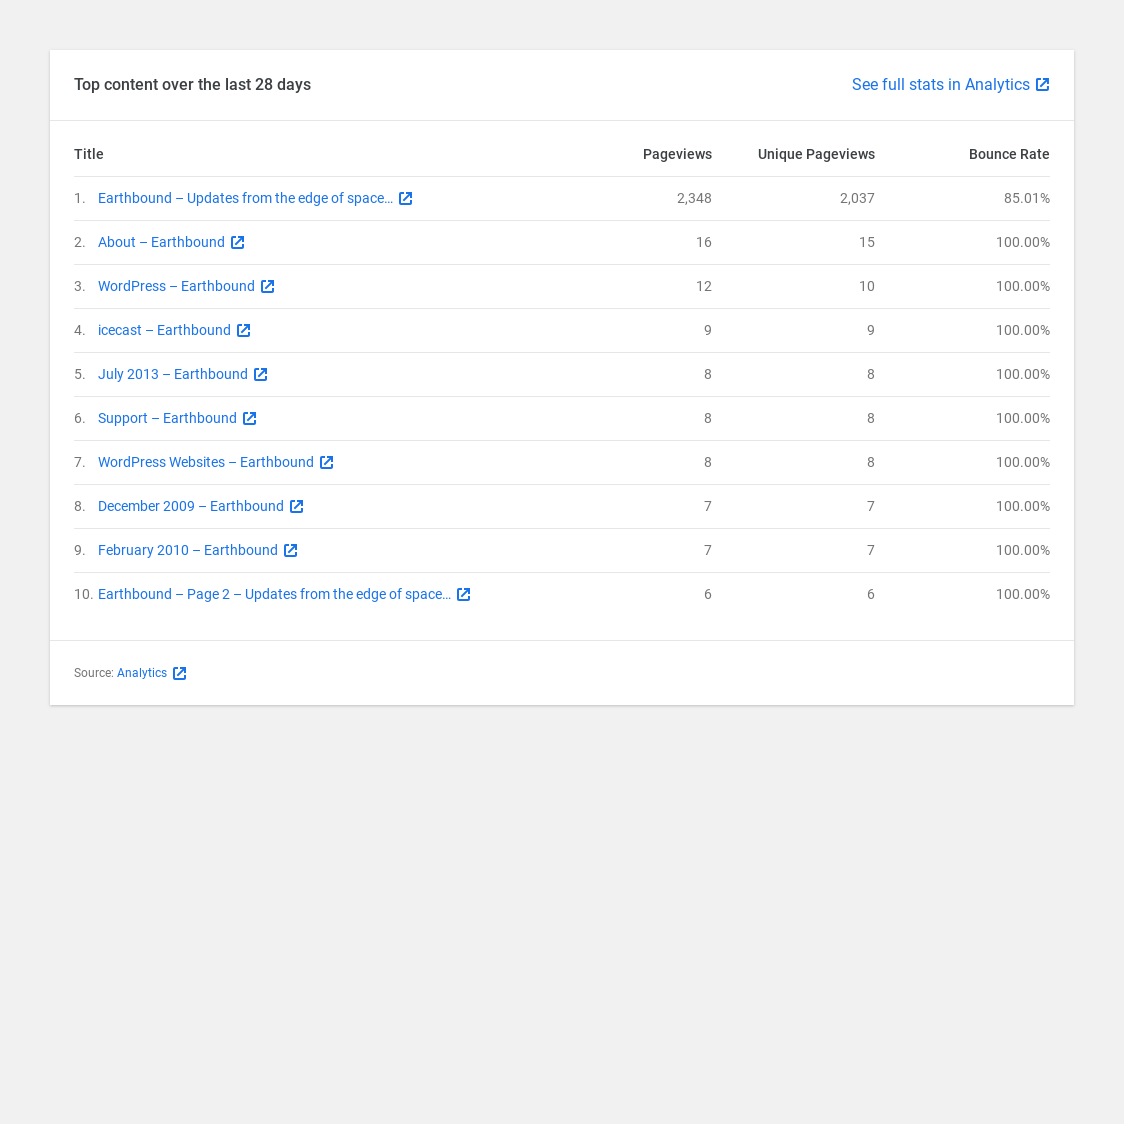 Top content over the last 28 days See full stats in Analytics
Title Pageviews Unique Pageviews Bounce Rate
1. Earthbound – Updates from the edge of space… 2,348 2,037 85.01%
2. About – Earthbound 16 15 100.00%
3. WordPress – Earthbound 12 10 100.00%
4. icecast – Earthbound 9 9 100.00%
5. July 2013 – Earthbound 8 8 100.00%
6. Support – Earthbound 8 8 100.00%
7. WordPress Websites – Earthbound 8 8 100.00%
8. December 2009 – Earthbound 7 7 100.00%
9. February 2010 – Earthbound 7 7 100.00%
10. Earthbound – Page 2 – Updates from the edge of space… 6 6 100.00%
Source: Analytics